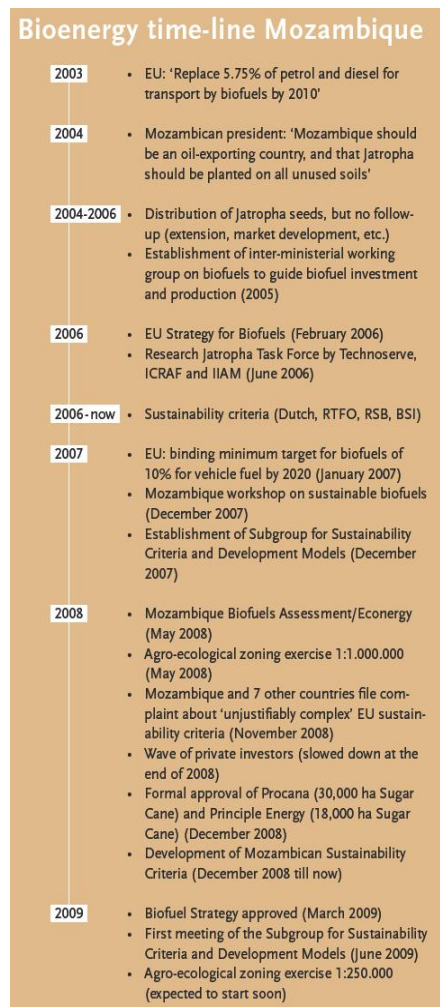 Bioenergy time-line Mozambique
2003
• EU: ‘Replace 5.75% of petrol and diesel for
transport by biofuels by 2010’
2004
• Mozambican president: ‘Mozambique should
be an oil-exporting country, and that Jatropha
should be planted on all unused soils’
2004-2006
• Distribution of Jatropha seeds, but no follow-
up (extension, market development, etc.)
• Establishment of inter-ministerial working
group on biofuels to guide biofuel investment
and production (2005)
2006
• EU Strategy for Biofuels (February 2006)
• Research Jatropha Task Force by Technoserve,
ICRAF and IIAM (June 2006)
2006-now
• Sustainability criteria (Dutch, RTFO, RSB, BSI)
2007
• EU: binding minimum target for biofuels of
10% for vehicle fuel by 2020 (January 2007)
• Mozambique workshop on sustainable biofuels
(December 2007)
• Establishment of Subgroup for Sustainability
Criteria and Development Models (December
2007)
2008
• Mozambique Biofuels Assessment/Econergy
(May 2008)
• Agro-ecological zoning exercise 1:1.000.000
(May 2008)
• Mozambique and 7 other countries file com-
plaint about ‘unjustifiably complex’ EU sustain-
ability criteria (November 2008)
• Wave of private investors (slowed down at the
end of 2008)
• Formal approval of Procana (30,000 ha Sugar
Cane) and Principle Energy (18,000 ha Sugar
Cane) (December 2008)
• Development of Mozambican Sustainability
Criteria (December 2008 till now)
2009
• Biofuel Strategy approved (March 2009)
• First meeting of the Subgroup for Sustainability
Criteria and Development Models (June 2009)
• Agro-ecological zoning exercise 1:250.000
(expected to start soon)